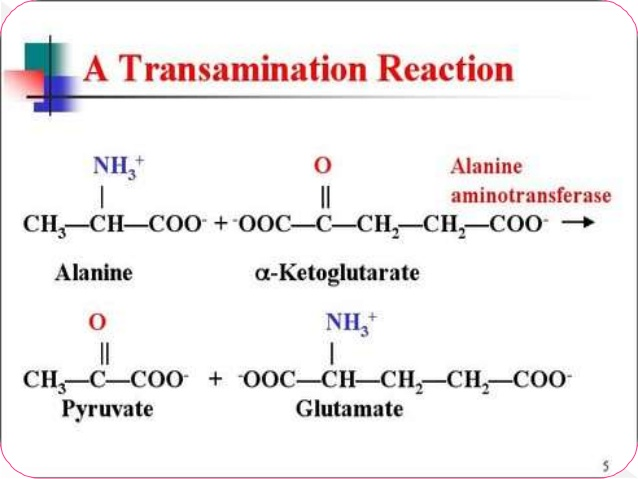 A Transamination Reaction
NH₃⁺ O Alanine
| || aminotransferase
CH₃—CH—COO⁻ + ⁻OOC—C—CH₂—CH₂—COO⁻ →
Alanine α-Ketoglutarate
O NH₃⁺
|| |
CH₃—C—COO⁻ + ⁻OOC—CH—CH₂—CH₂—COO⁻
Pyruvate Glutamate
5